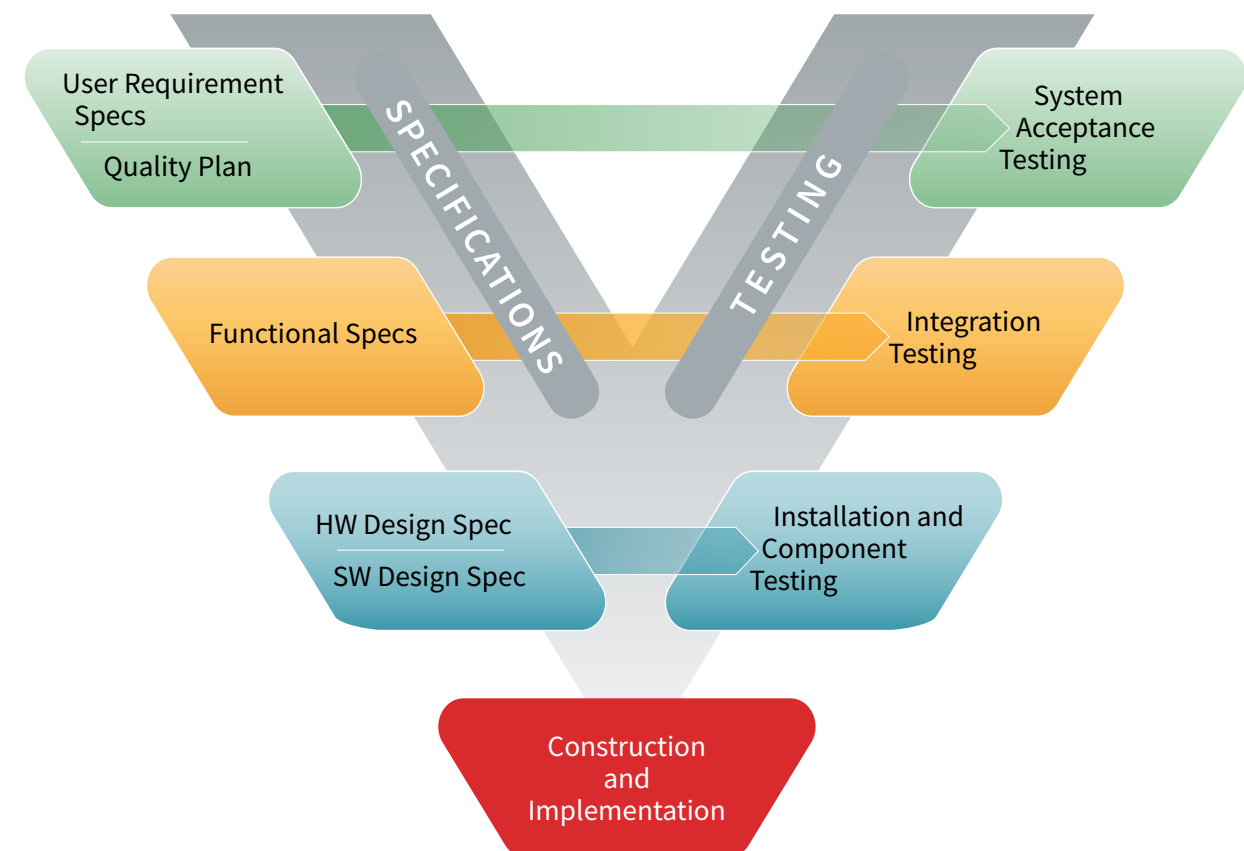 User Requirement
Specs
Quality Plan
SPECIFICATIONS
TESTING
System
Acceptance
Testing
Functional Specs
Integration
Testing
HW Design Spec
SW Design Spec
Installation and
Component
Testing
Construction
and
Implementation